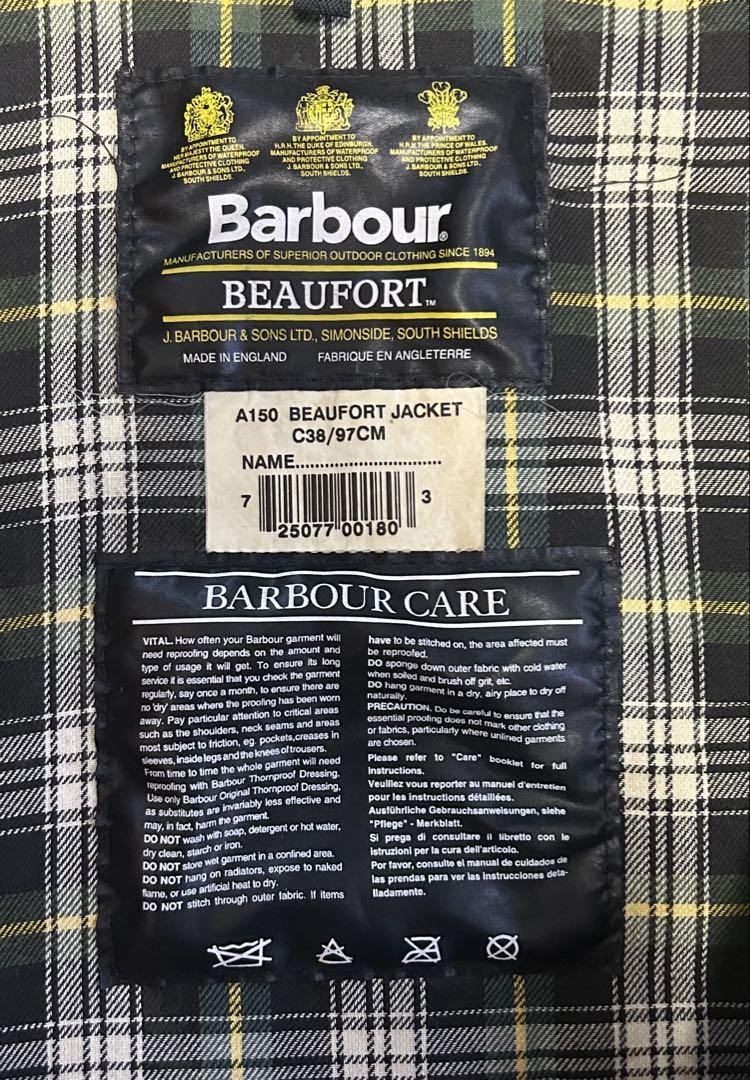 BY APPOINTMENT TO
HER MAJESTY THE QUEEN.
MANUFACTURERS OF WATERPROOF
AND PROTECTIVE CLOTHING
J. BARBOUR & SONS LTD.,
SOUTH SHIELDS.
BY APPOINTMENT TO
H.R.H. THE DUKE OF EDINBURGH.
MANUFACTURERS OF WATERPROOF
AND PROTECTIVE CLOTHING
J. BARBOUR & SONS LTD.,
SOUTH SHIELDS.
BY APPOINTMENT TO
H.R.H. THE PRINCE OF WALES.
MANUFACTURERS OF WATERPROOF
AND PROTECTIVE CLOTHING
J. BARBOUR & SONS LTD.,
SOUTH SHIELDS.
Barbour®
MANUFACTURERS OF SUPERIOR OUTDOOR CLOTHING SINCE 1894
BEAUFORT™
J. BARBOUR & SONS LTD., SIMONSIDE, SOUTH SHIELDS
MADE IN ENGLAND FABRIQUE EN ANGLETERRE
A150 BEAUFORT JACKET
C38/97CM
NAME..............................
7 25077 00180 3
BARBOUR CARE
VITAL. How often your Barbour garment will
need reproofing depends on the amount and
type of usage it will get. To ensure its long
service it is essential that you check the garment
regularly, say once a month, to ensure there are
no 'dry' areas where the proofing has been worn
away. Pay particular attention to critical areas
such as the shoulders, neck seams and areas
most subject to friction, eg. pockets,creases in
sleeves, inside legs and the knees of trousers.
From time to time the whole garment will need
reproofing with Barbour Thornproof Dressing.
Use only Barbour Original Thornproof Dressing,
as substitutes are invariably less effective and
may, in fact, harm the garment.
DO NOT wash with soap, detergent or hot water,
dry clean, starch or iron.
DO NOT store wet garment in a confined area.
DO NOT hang on radiators, expose to naked
flame, or use artificial heat to dry.
DO NOT stitch through outer fabric. If items
have to be stitched on, the area affected must
be reproofed.
DO sponge down outer fabric with cold water
when soiled and brush off grit, etc.
DO hang garment in a dry, airy place to dry off
naturally.
PRECAUTION. Do be careful to ensure that the
essential proofing does not mark other clothing
or fabrics, particularly where unlined garments
are chosen.
Please refer to "Care" booklet for full
Instructions.
Veuillez vous reporter au manuel d'entretien
pour les instructions détaillées.
Ausführliche Gebrauchsanweisungen, siehe
"Pflege" - Merkblatt.
Si prega di consultare il libretto con le
istruzioni per la cura dell'articolo.
Por favor, consulte el manual de cuidados de
las prendas para ver las instrucciones deta-
lladamente.